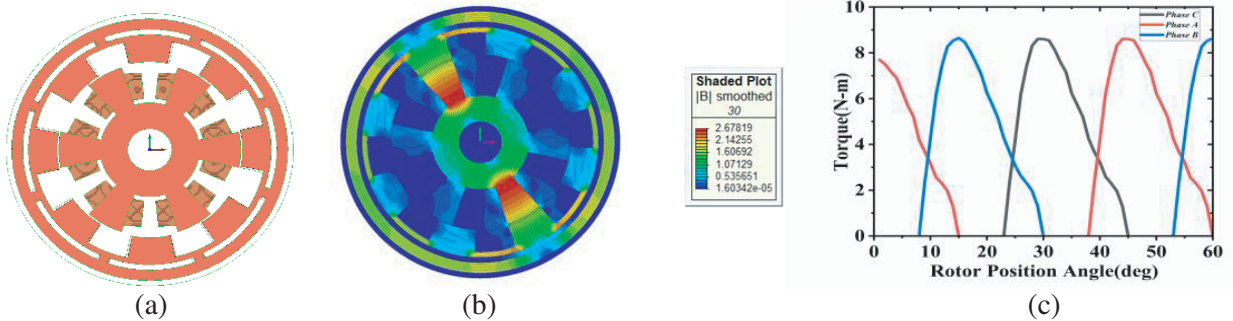 Shaded Plot
|B| smoothed
30
2.67819
2.14255
1.60692
1.07129
0.535651
1.60342e-05
Torque(N-m)
10
8
6
4
2
0
Phase C
Phase A
Phase B
0 10 20 30 40 50 60
Rotor Position Angle(deg)
(a) (b) (c)